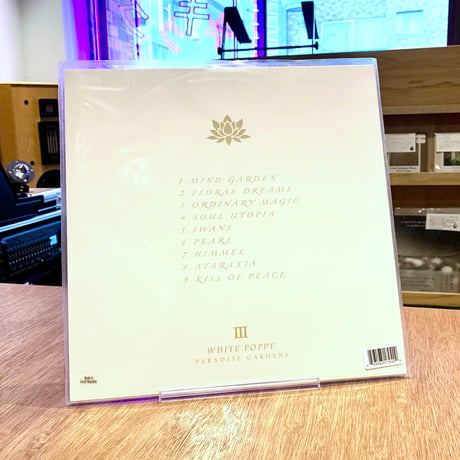 1. MIND GARDEN
2. FLORAL DREAMS
3. ORDINARY MAGIC
4. SOUL UTOPIA
5. SWANS
6. PEARL
7. HIMMEL
8. ATARAXIA
9. KISS OF PEACE
III
WHITE POPPY
PARADISE GARDENS